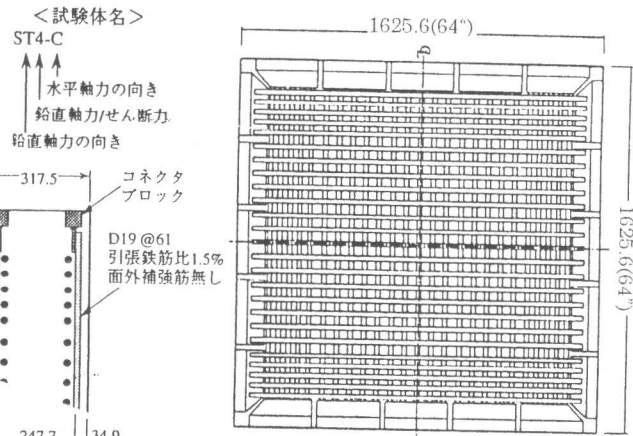 <試験体名>
ST4-C
水平軸力の向き
鉛直軸力/せん断力
鉛直軸力の向き
317.5
コネクタ
ブロック
D19 @61
引張鉄筋比1.5%
面外補強筋無し
247.7
34.9
1625.6(64")
℄
1625.6(64")